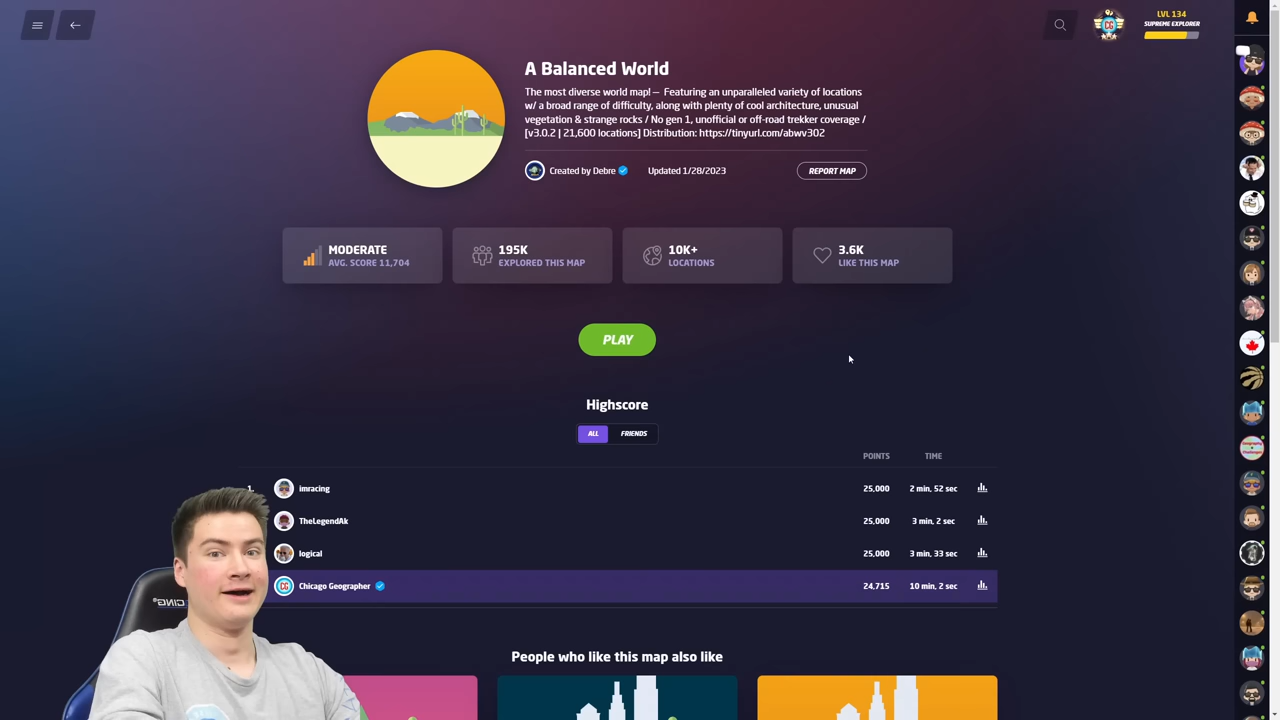 LVL 134
SUPREME EXPLORER
A Balanced World
The most diverse world map! — Featuring an unparalleled variety of locations
w/ a broad range of difficulty, along with plenty of cool architecture, unusual
vegetation & strange rocks / No gen 1, unofficial or off-road trekker coverage /
[v3.0.2 | 21,600 locations] Distribution: https://tinyurl.com/abwv302
Created by Debre Updated 1/28/2023 REPORT MAP
MODERATE
AVG. SCORE 11,704
195K
EXPLORED THIS MAP
10K+
LOCATIONS
3.6K
LIKE THIS MAP
PLAY
Highscore
ALL FRIENDS
POINTS TIME
1. imracing 25,000 2 min, 52 sec
TheLegendAk 25,000 3 min, 2 sec
logical 25,000 3 min, 33 sec
CG Chicago Geographer 24,715 10 min, 2 sec
People who like this map also like